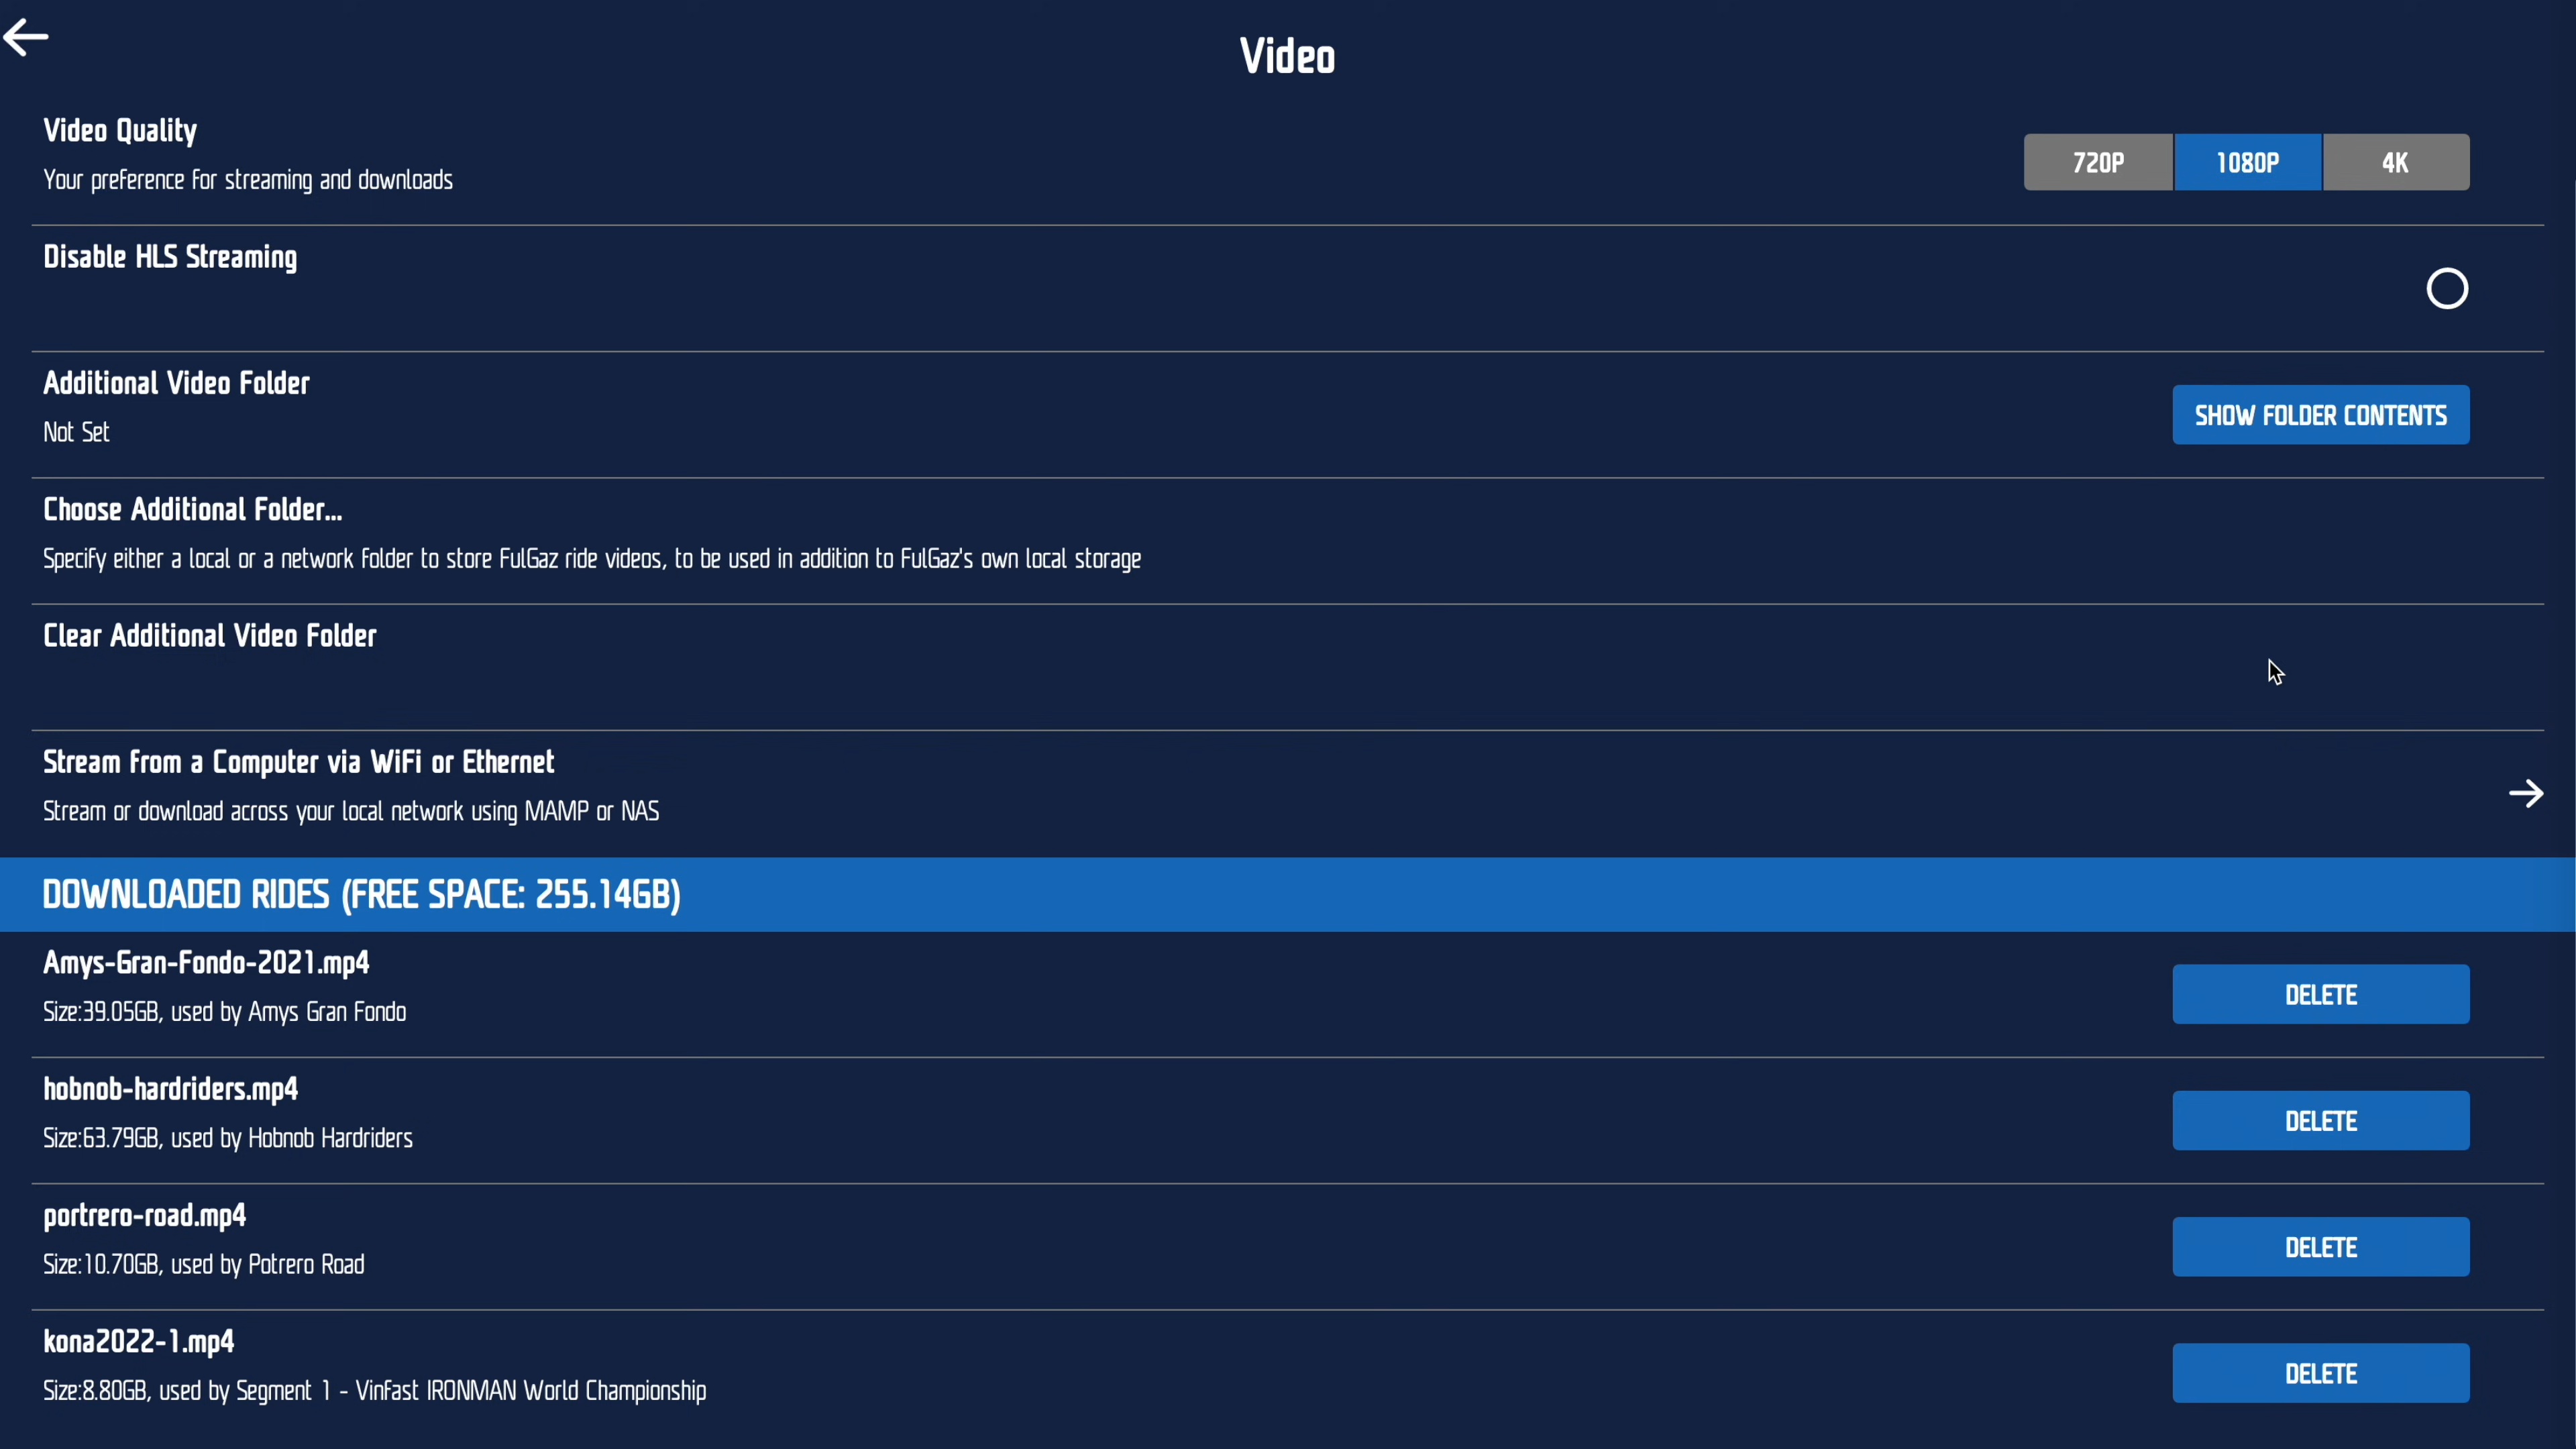 Video
Video Quality
Your preference for streaming and downloads
720P 1080P 4K
Disable HLS Streaming
Additional Video Folder
Not Set
SHOW FOLDER CONTENTS
Choose Additional Folder...
Specify either a local or a network folder to store FulGaz ride videos, to be used in addition to FulGaz's own local storage
Clear Additional Video Folder
Stream from a Computer via WiFi or Ethernet
Stream or download across your local network using MAMP or NAS
DOWNLOADED RIDES (FREE SPACE: 255.14GB)
Amys-Gran-Fondo-2021.mp4
Size:39.05GB, used by Amys Gran Fondo
DELETE
hobnob-hardriders.mp4
Size:63.79GB, used by Hobnob Hardriders
DELETE
portrero-road.mp4
Size:10.70GB, used by Potrero Road
DELETE
kona2022-1.mp4
Size:8.80GB, used by Segment 1 - VinFast IRONMAN World Championship
DELETE